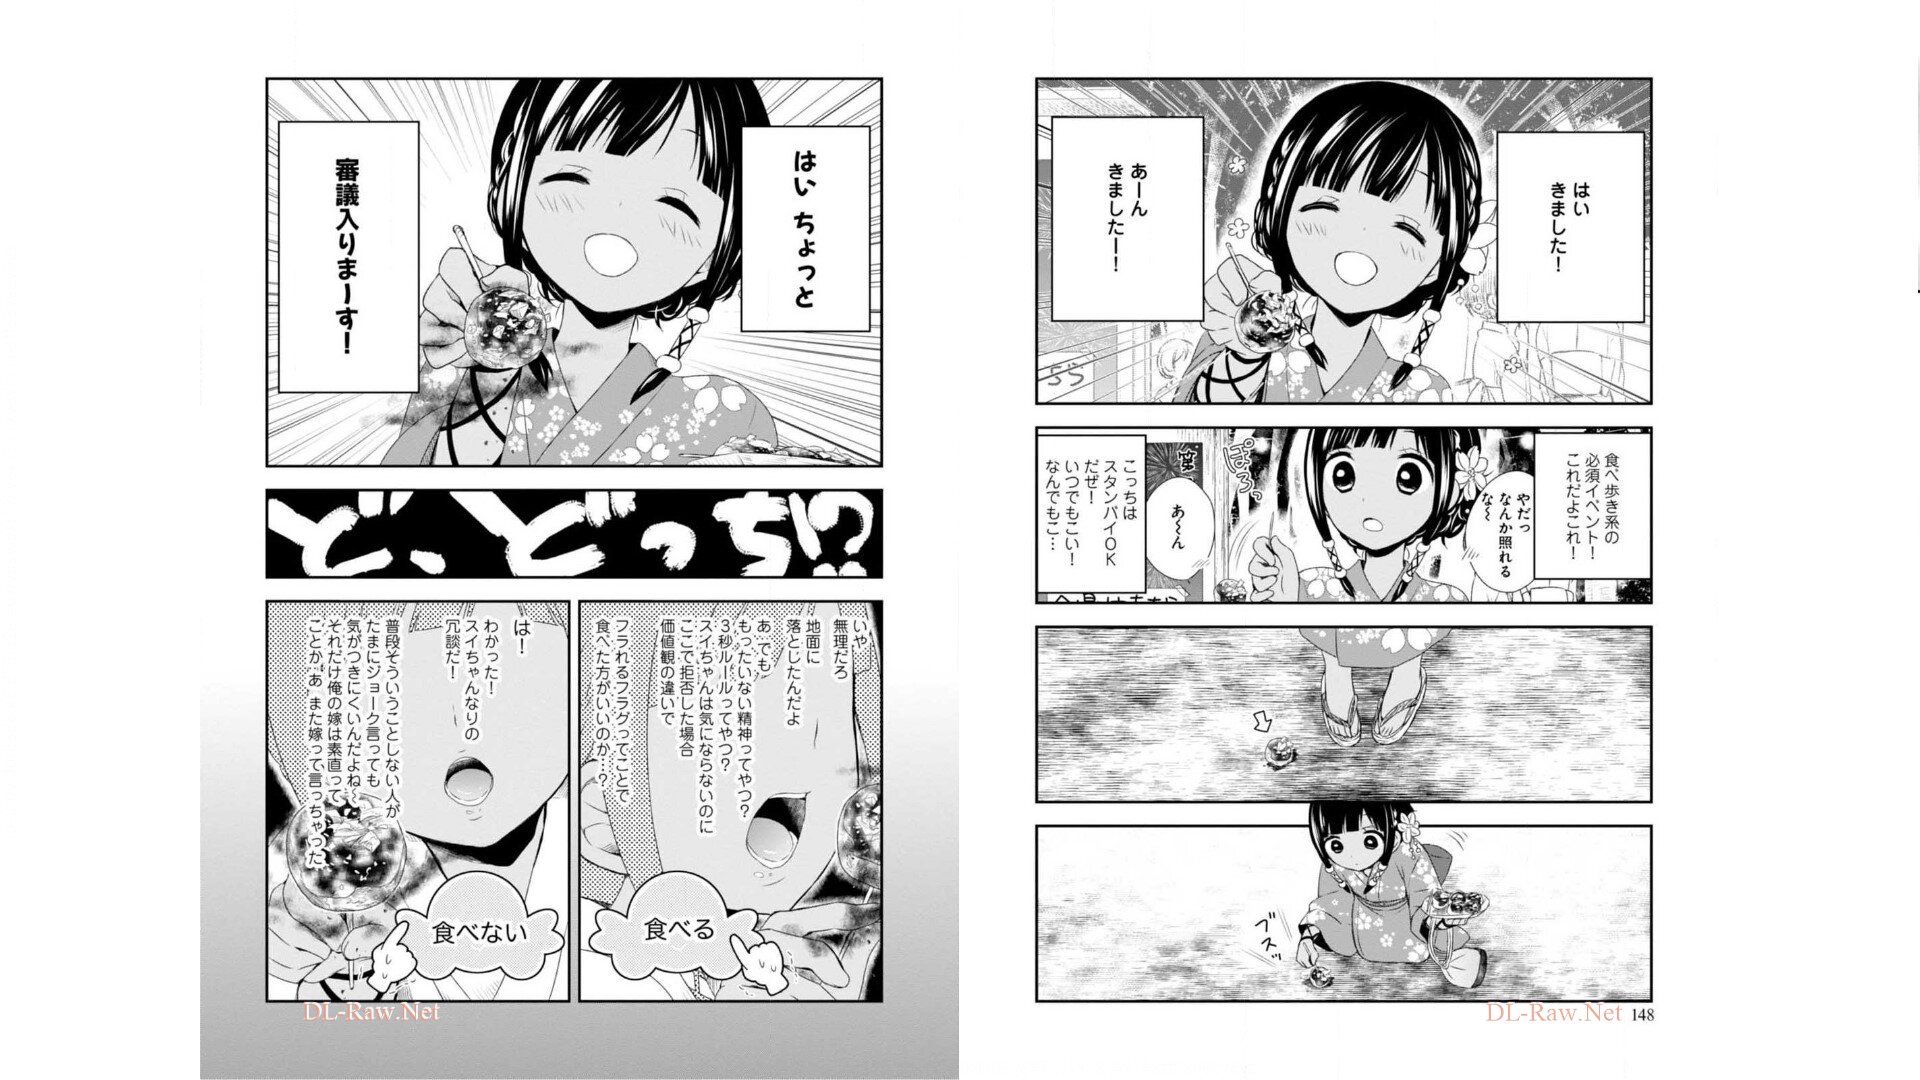 はい
きました！
あーん
きましたー！
食べ歩き系の
必須イベント！
これだよこれ！
やだっ
なんか照れる
な〜
ぽろっ
あ〜ん
こっちは
スタンバイOK
だぜ！
いつでもこい！
なんでもこ…
ブスッ
148
DL-Raw.Net
はい ちょっと
審議入りまーす！
ど、どっち!?
いや
無理だろ
地面に
落としたんだよ
あ、でも
もったいない精神ってやつ？
3秒ルールってやつ？
スイちゃんは気にならないのに
ここで拒否した場合
価値観の違いで
フラれるフラグってことで
食べた方がいいのか…？
食べる
は！
わかった！
スイちゃんなりの
冗談だ！
普段そういうことしない人が
たまにジョーク言っても
気がつきにくいんだよね〜
それだけ俺の嫁は素直って
ことかあ また嫁って言っちゃった
食べない
DL-Raw.Net